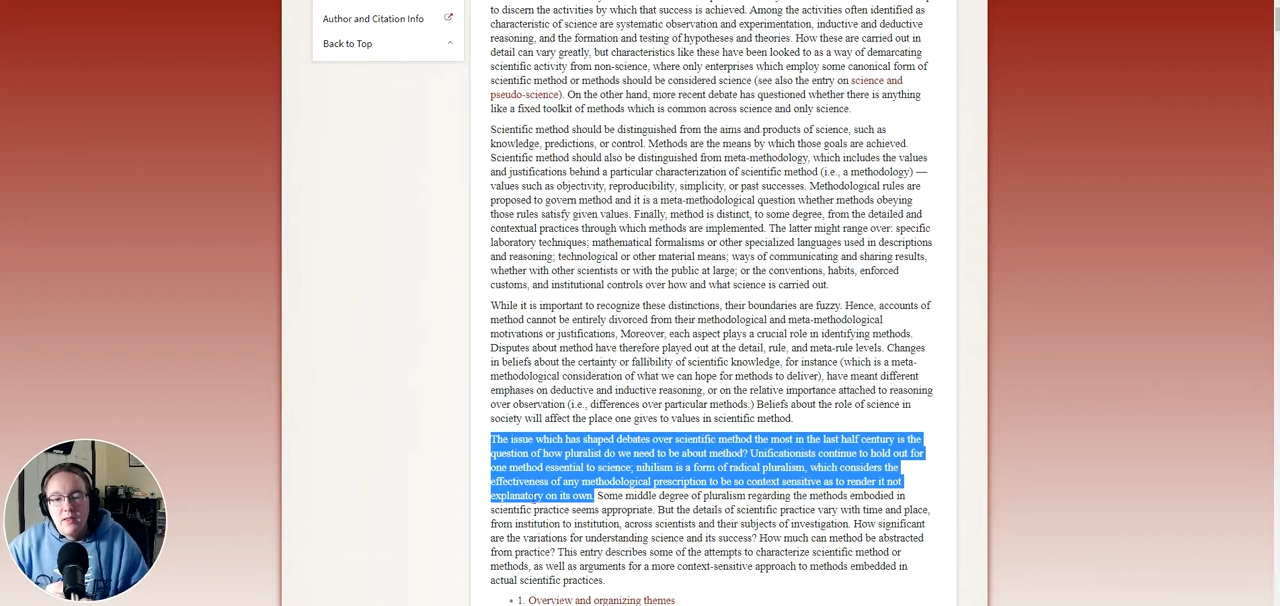 Author and Citation Info
Back to Top
to discern the activities by which that success is achieved. Among the activities often identified as
characteristic of science are systematic observation and experimentation, inductive and deductive
reasoning, and the formation and testing of hypotheses and theories. How these are carried out in
detail can vary greatly, but characteristics like these have been looked to as a way of demarcating
scientific activity from non-science, where only enterprises which employ some canonical form of
scientific method or methods should be considered science (see also the entry on science and
pseudo-science). On the other hand, more recent debate has questioned whether there is anything
like a fixed toolkit of methods which is common across science and only science.
Scientific method should be distinguished from the aims and products of science, such as
knowledge, predictions, or control. Methods are the means by which those goals are achieved.
Scientific method should also be distinguished from meta-methodology, which includes the values
and justifications behind a particular characterization of scientific method (i.e., a methodology) —
values such as objectivity, reproducibility, simplicity, or past successes. Methodological rules are
proposed to govern method and it is a meta-methodological question whether methods obeying
those rules satisfy given values. Finally, method is distinct, to some degree, from the detailed and
contextual practices through which methods are implemented. The latter might range over: specific
laboratory techniques; mathematical formalisms or other specialized languages used in descriptions
and reasoning; technological or other material means; ways of communicating and sharing results,
whether with other scientists or with the public at large; or the conventions, habits, enforced
customs, and institutional controls over how and what science is carried out.
While it is important to recognize these distinctions, their boundaries are fuzzy. Hence, accounts of
method cannot be entirely divorced from their methodological and meta-methodological
motivations or justifications, Moreover, each aspect plays a crucial role in identifying methods.
Disputes about method have therefore played out at the detail, rule, and meta-rule levels. Changes
in beliefs about the certainty or fallibility of scientific knowledge, for instance (which is a meta-
methodological consideration of what we can hope for methods to deliver), have meant different
emphases on deductive and inductive reasoning, or on the relative importance attached to reasoning
over observation (i.e., differences over particular methods.) Beliefs about the role of science in
society will affect the place one gives to values in scientific method.
The issue which has shaped debates over scientific method the most in the last half century is the
question of how pluralist do we need to be about method? Unificationists continue to hold out for
one method essential to science; nihilism is a form of radical pluralism, which considers the
effectiveness of any methodological prescription to be so context sensitive as to render it not
explanatory on its own. Some middle degree of pluralism regarding the methods embodied in
scientific practice seems appropriate. But the details of scientific practice vary with time and place,
from institution to institution, across scientists and their subjects of investigation. How significant
are the variations for understanding science and its success? How much can method be abstracted
from practice? This entry describes some of the attempts to characterize scientific method or
methods, as well as arguments for a more context-sensitive approach to methods embedded in
actual scientific practices.
• 1. Overview and organizing themes